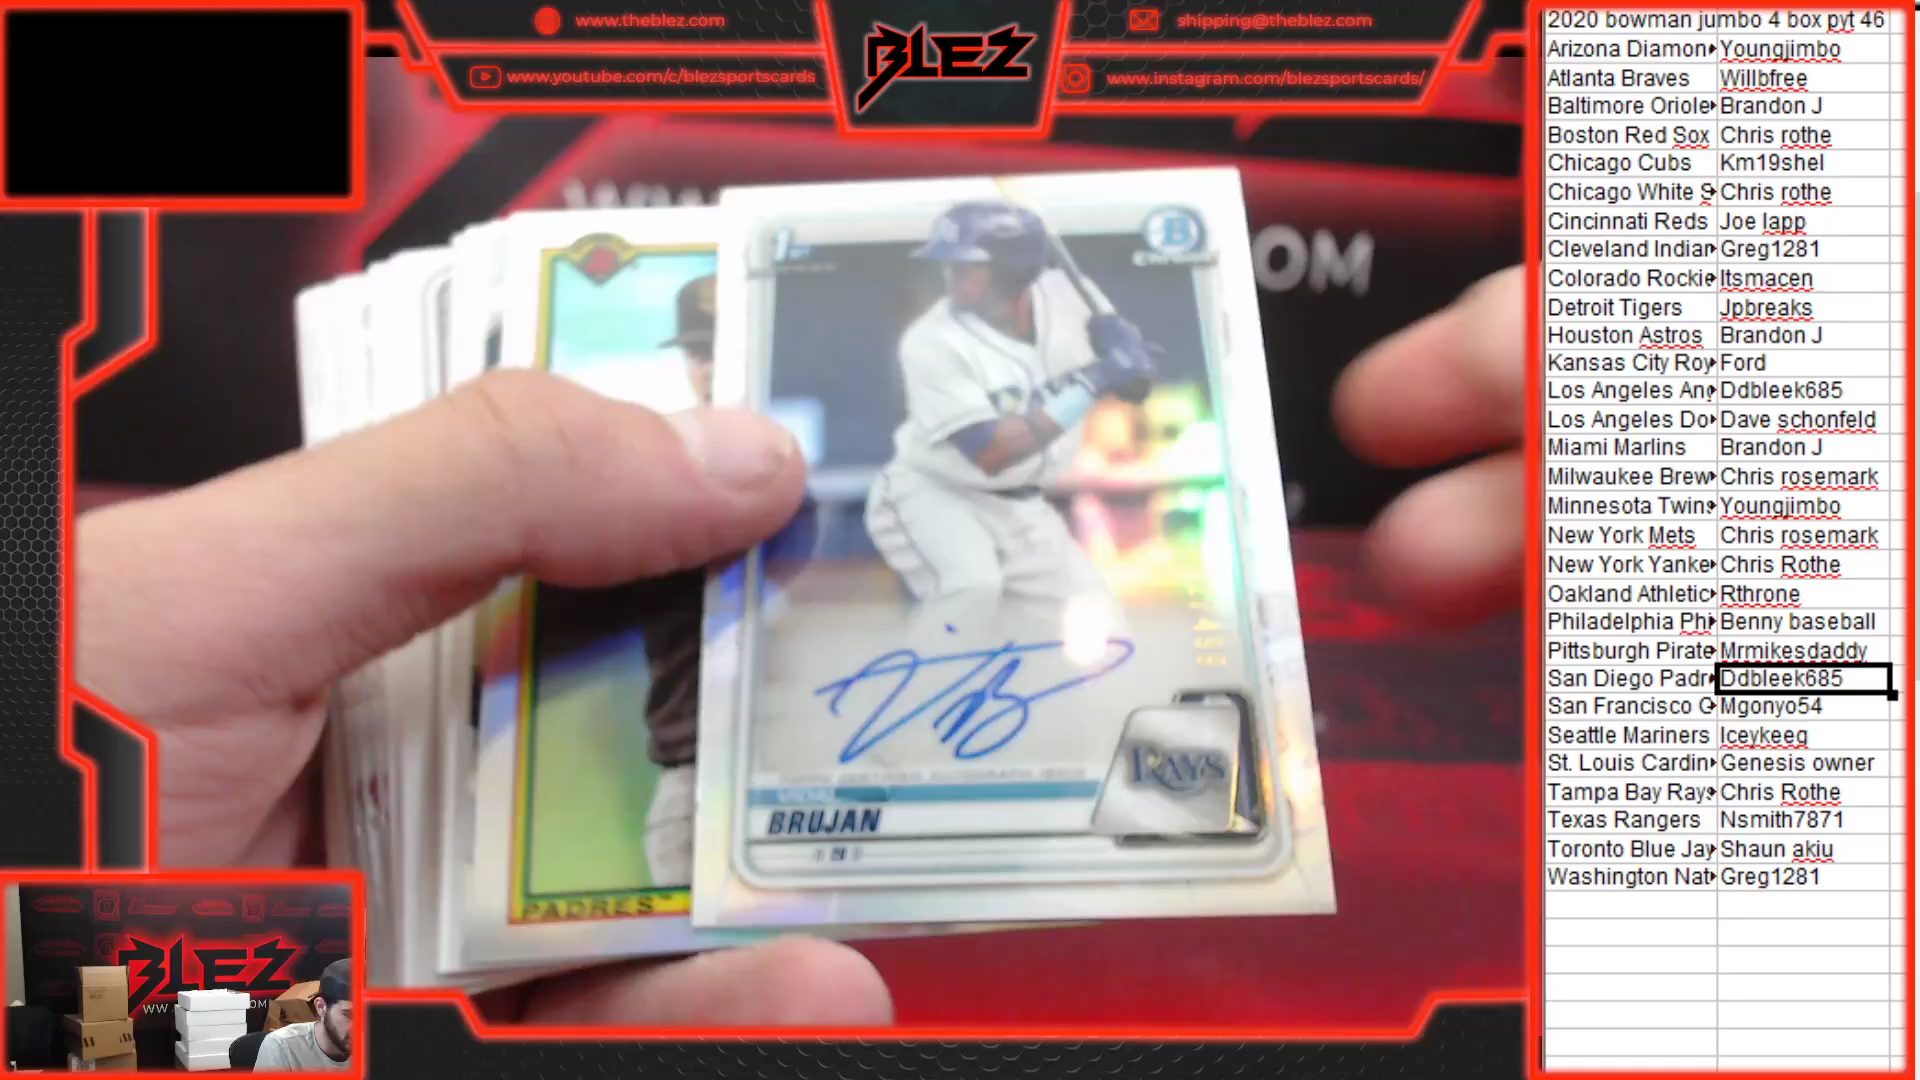 www.theblez.com
www.youtube.com/c/blezsportscards
BLEZ
shipping@theblez.com
www.instagram.com/blezsportscards/
2020 bowman jumbo 4 box pyt 46
Arizona Diamon Youngjimbo
Atlanta Braves Willbfree
Baltimore Oriole Brandon J
Boston Red Sox Chris rothe
Chicago Cubs Km19shel
Chicago White S Chris rothe
Cincinnati Reds Joe lapp
Cleveland Indian Greg1281
Colorado Rockie Itsmacen
Detroit Tigers Jpbreaks
Houston Astros Brandon J
Kansas City Roy Ford
Los Angeles Ang Ddbleek685
Los Angeles Do Dave schonfeld
Miami Marlins Brandon J
Milwaukee Brew Chris rosemark
Minnesota Twins Youngjimbo
New York Mets Chris rosemark
New York Yanke Chris Rothe
Oakland Athletic Rthrone
Philadelphia Phi Benny baseball
Pittsburgh Pirate Mrmikesdaddy
San Diego Padr Ddbleek685
San Francisco G Mgonyo54
Seattle Mariners Iceykeeg
St. Louis Cardin Genesis owner
Tampa Bay Rays Chris Rothe
Texas Rangers Nsmith7871
Toronto Blue Jay Shaun akiu
Washington Nat Greg1281
OM
1st
B
RAYS
VIDAL
BRUJAN
PADRES
BLEZ